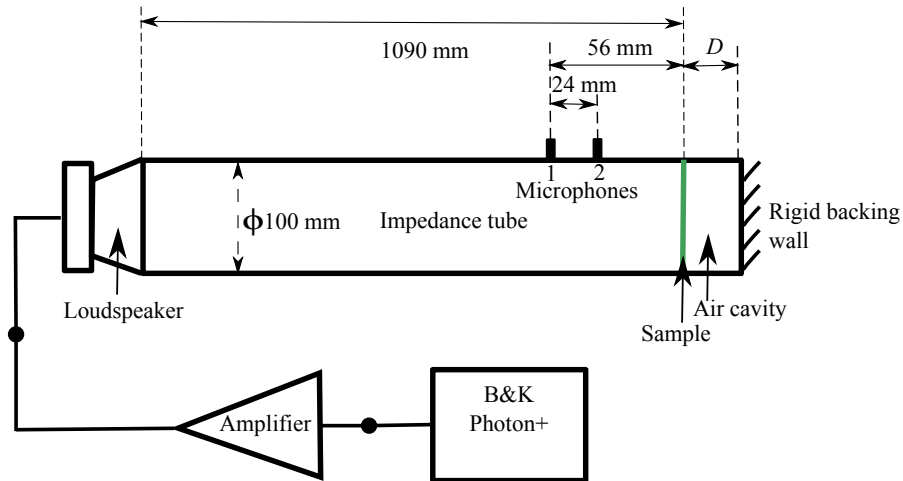 1090 mm
56 mm
D
24 mm
1
2
Microphones
ϕ100 mm
Impedance tube
Rigid backing
wall
Loudspeaker
Air cavity
Sample
Amplifier
B&K
Photon+